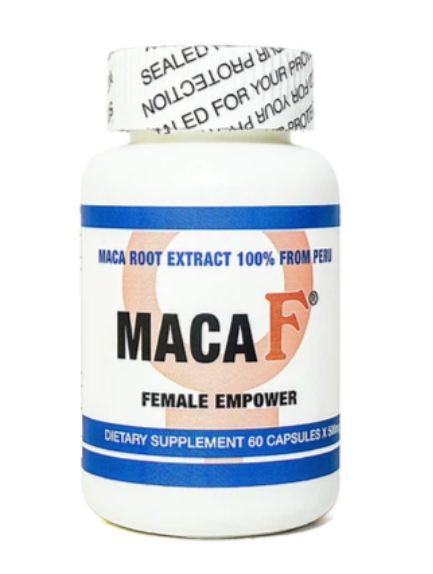 SEALED FOR YOUR PROTECTION
SEALED FOR YOUR PROTECTION
MACA ROOT EXTRACT 100% FROM PERU
MACA F®
FEMALE EMPOWER
DIETARY SUPPLEMENT 60 CAPSULES X